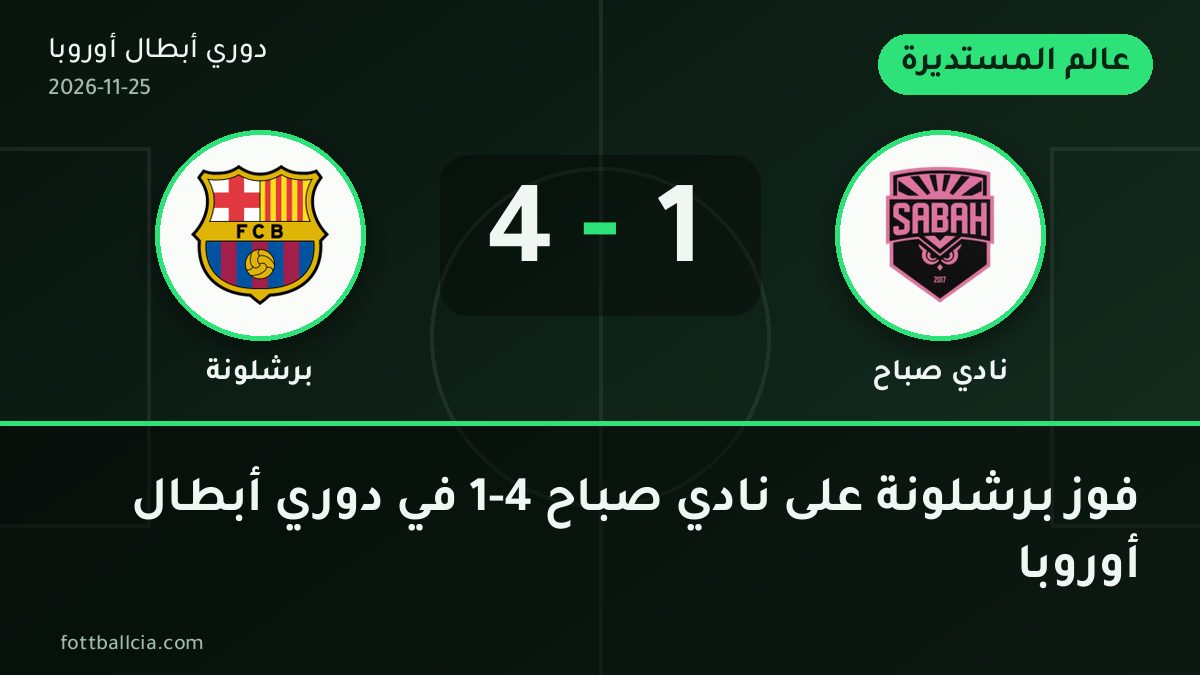 عالم المستديرة
دوري أبطال أوروبا
2026-11-25
FCB
SABAH
2017
4 - 1
برشلونة
نادي صباح
فوز برشلونة على نادي صباح 4-1 في دوري أبطال
أوروبا
fottballcia.com